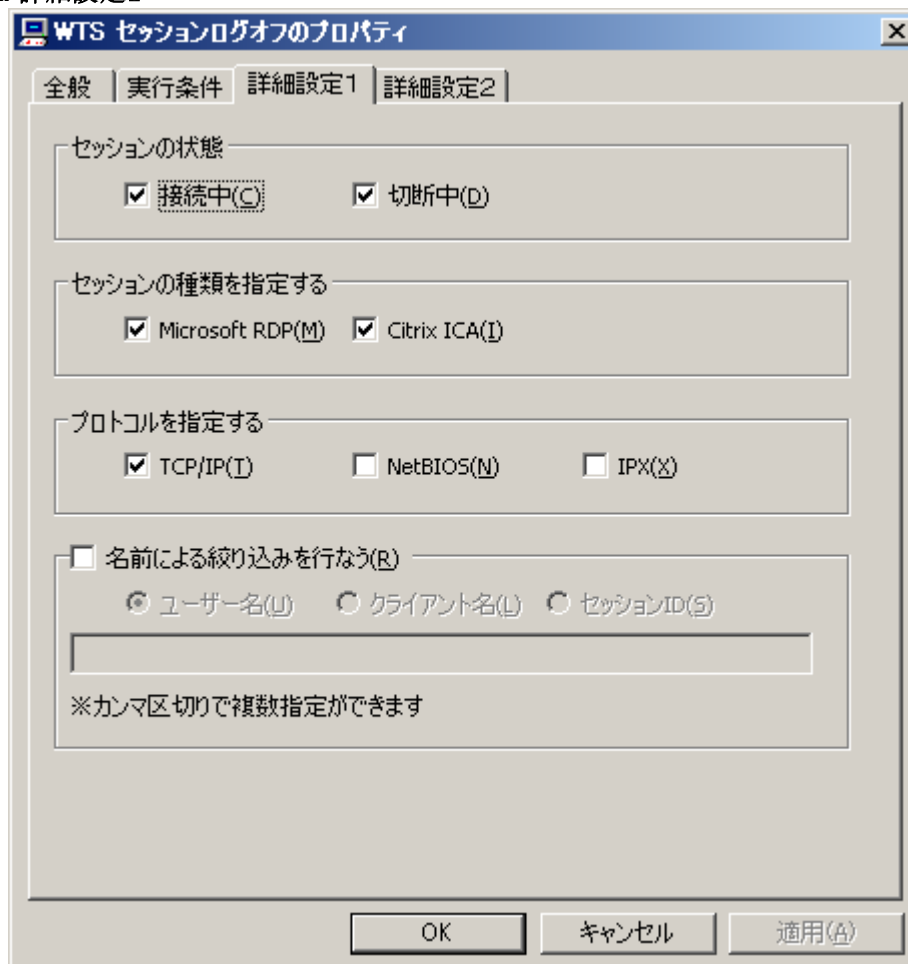 WTS セッションログオフのプロパティ
全般 実行条件 詳細設定1 詳細設定2
セッションの状態
接続中(C) 切断中(D)
セッションの種類を指定する
Microsoft RDP(M) Citrix ICA(I)
プロトコルを指定する
TCP/IP(T) NetBIOS(N) IPX(X)
名前による絞り込みを行なう(R)
ユーザー名(U) クライアント名(L) セッションID(S)
※カンマ区切りで複数指定ができます
OK キャンセル 適用(A)